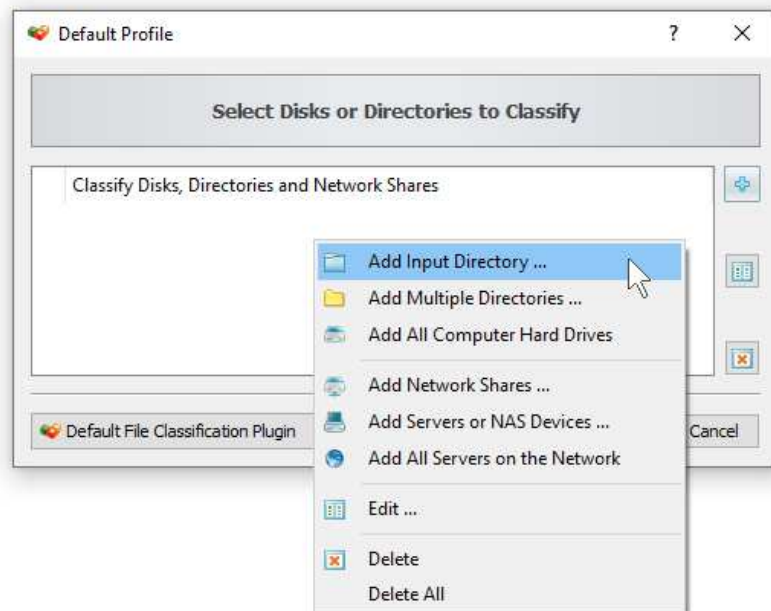 Default Profile
?
Select Disks or Directories to Classify
Classify Disks, Directories and Network Shares
Add Input Directory ...
Add Multiple Directories ...
Add All Computer Hard Drives
Add Network Shares ...
Add Servers or NAS Devices ...
Default File Classification Plugin
Cancel
Add All Servers on the Network
Edit ...
Delete
Delete All